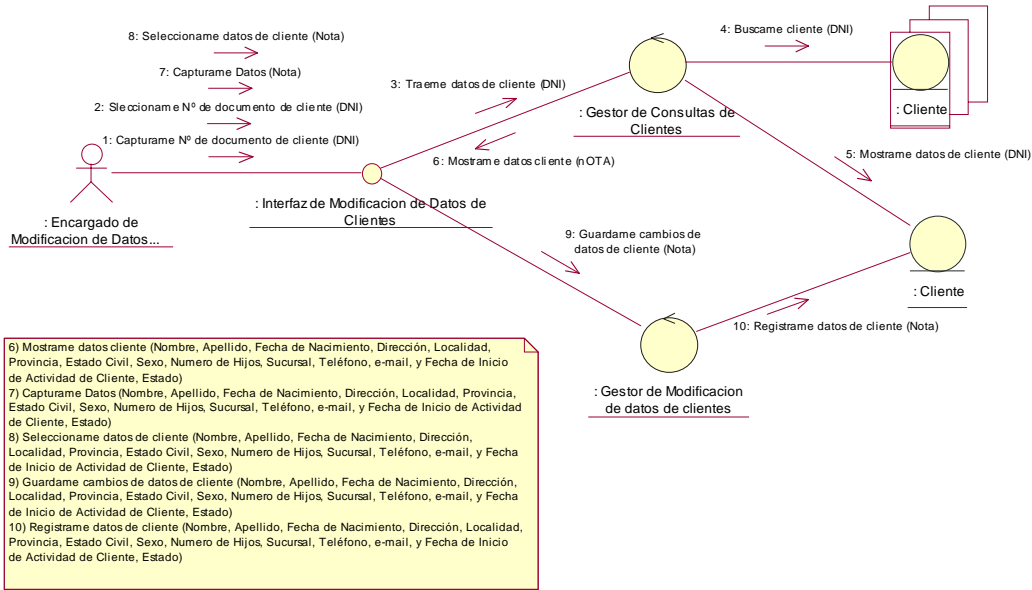 8: Seleccioname datos de cliente (Nota)
7: Capturame Datos (Nota)
2: Sleccioname Nº de documento de cliente (DNI)
1: Capturame Nº de documento de cliente (DNI)
: Encargado de
Modificacion de Datos...
: Interfaz de Modificacion de Datos de
Clientes
3: Traeme datos de cliente (DNI)
6: Mostrame datos cliente (nOTA)
: Gestor de Consultas de
Clientes
4: Buscame cliente (DNI)
: Cliente
5: Mostrame datos de cliente (DNI)
: Cliente
9: Guardame cambios de
datos de cliente (Nota)
10: Registrame datos de cliente (Nota)
: Gestor de Modificacion
de datos de clientes
6) Mostrame datos cliente (Nombre, Apellido, Fecha de Nacimiento, Dirección, Localidad,
Provincia, Estado Civil, Sexo, Numero de Hijos, Sucursal, Teléfono, e-mail, y Fecha de Inicio
de Actividad de Cliente, Estado)
7) Capturame Datos (Nombre, Apellido, Fecha de Nacimiento, Dirección, Localidad, Provincia,
Estado Civil, Sexo, Numero de Hijos, Sucursal, Teléfono, e-mail, y Fecha de Inicio de Actividad
de Cliente, Estado)
8) Seleccioname datos de cliente (Nombre, Apellido, Fecha de Nacimiento, Dirección,
Localidad, Provincia, Estado Civil, Sexo, Numero de Hijos, Sucursal, Teléfono, e-mail, y Fecha
de Inicio de Actividad de Cliente, Estado)
9) Guardame cambios de datos de cliente (Nombre, Apellido, Fecha de Nacimiento, Dirección,
Localidad, Provincia, Estado Civil, Sexo, Numero de Hijos, Sucursal, Teléfono, e-mail, y Fecha
de Inicio de Actividad de Cliente, Estado)
10) Registrame datos de cliente (Nombre, Apellido, Fecha de Nacimiento, Dirección, Localidad,
Provincia, Estado Civil, Sexo, Numero de Hijos, Sucursal, Teléfono, e-mail, y Fecha de Inicio
de Actividad de Cliente, Estado)